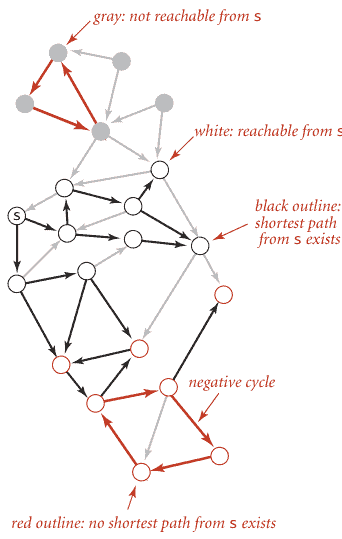 gray: not reachable from s
white: reachable from s
black outline:
shortest path
from s exists
s
negative cycle
red outline: no shortest path from s exists